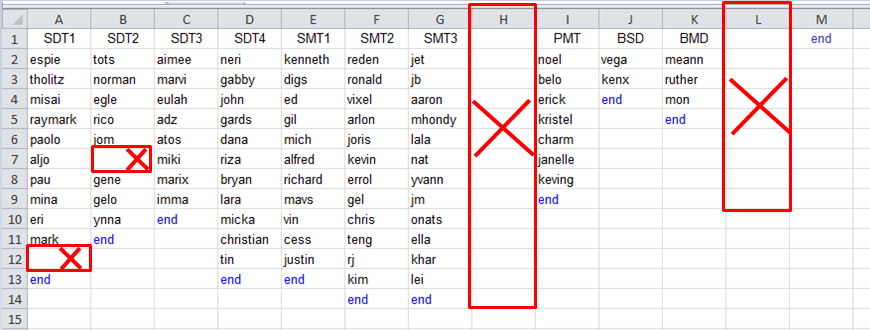 A B C D E F G H I J K L M
1 SDT1 SDT2 SDT3 SDT4 SMT1 SMT2 SMT3 PMT BSD BMD end
2 espie tots aimee neri kenneth reden jet noel vega meann
3 tholitz norman marvi gabby digs ronald jb belo kenx ruther
4 misai egle eulah john ed vixel aaron erick end mon
5 raymark rico adz gards gil arlon mhondy kristel end
6 paolo jom atos dana mich joris lala charm
7 aljo miki riza alfred kevin nat janelle
8 pau gene marix bryan richard errol yvann keving
9 mina gelo imma lara mavs gel jm end
10 eri ynna end micka vin chris onats
11 mark end christian cess teng ella
12 tin justin rj khar
13 end end end kim lei
14 end end
15